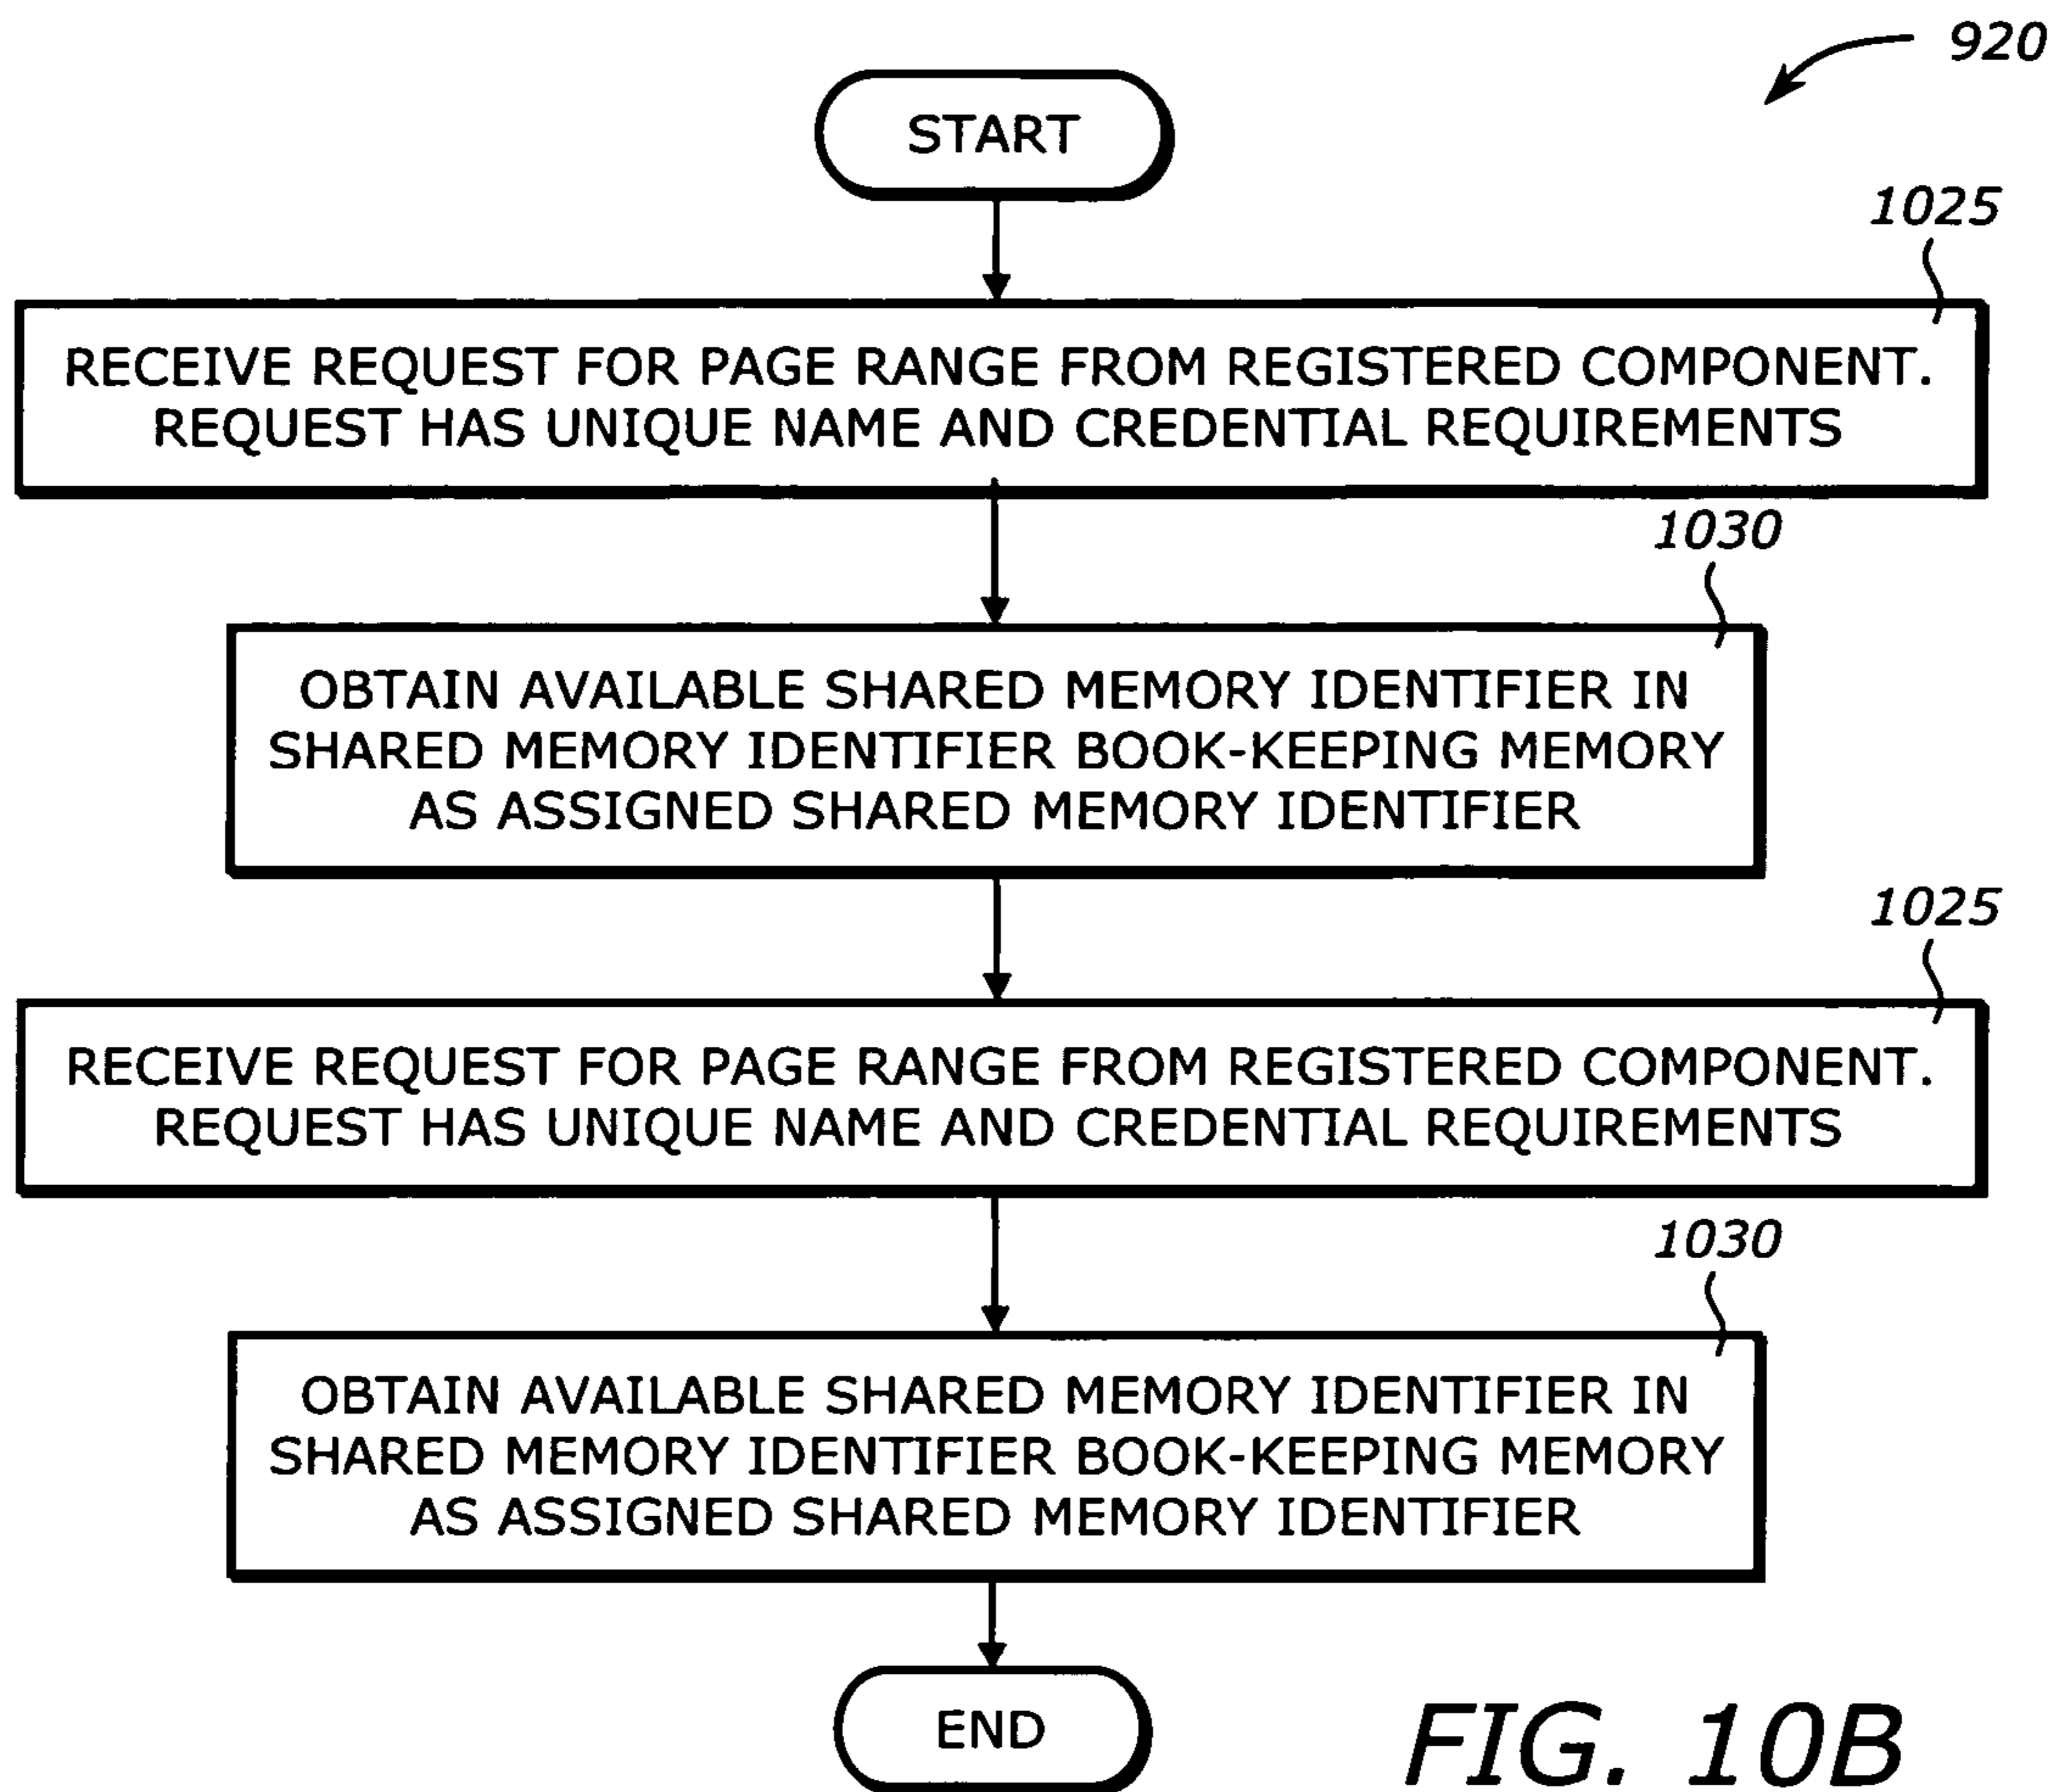 920
START
1025
RECEIVE REQUEST FOR PAGE RANGE FROM REGISTERED COMPONENT.
REQUEST HAS UNIQUE NAME AND CREDENTIAL REQUIREMENTS
1030
OBTAIN AVAILABLE SHARED MEMORY IDENTIFIER IN
SHARED MEMORY IDENTIFIER BOOK-KEEPING MEMORY
AS ASSIGNED SHARED MEMORY IDENTIFIER
1025
RECEIVE REQUEST FOR PAGE RANGE FROM REGISTERED COMPONENT.
REQUEST HAS UNIQUE NAME AND CREDENTIAL REQUIREMENTS
1030
OBTAIN AVAILABLE SHARED MEMORY IDENTIFIER IN
SHARED MEMORY IDENTIFIER BOOK-KEEPING MEMORY
AS ASSIGNED SHARED MEMORY IDENTIFIER
END
FIG. 10B